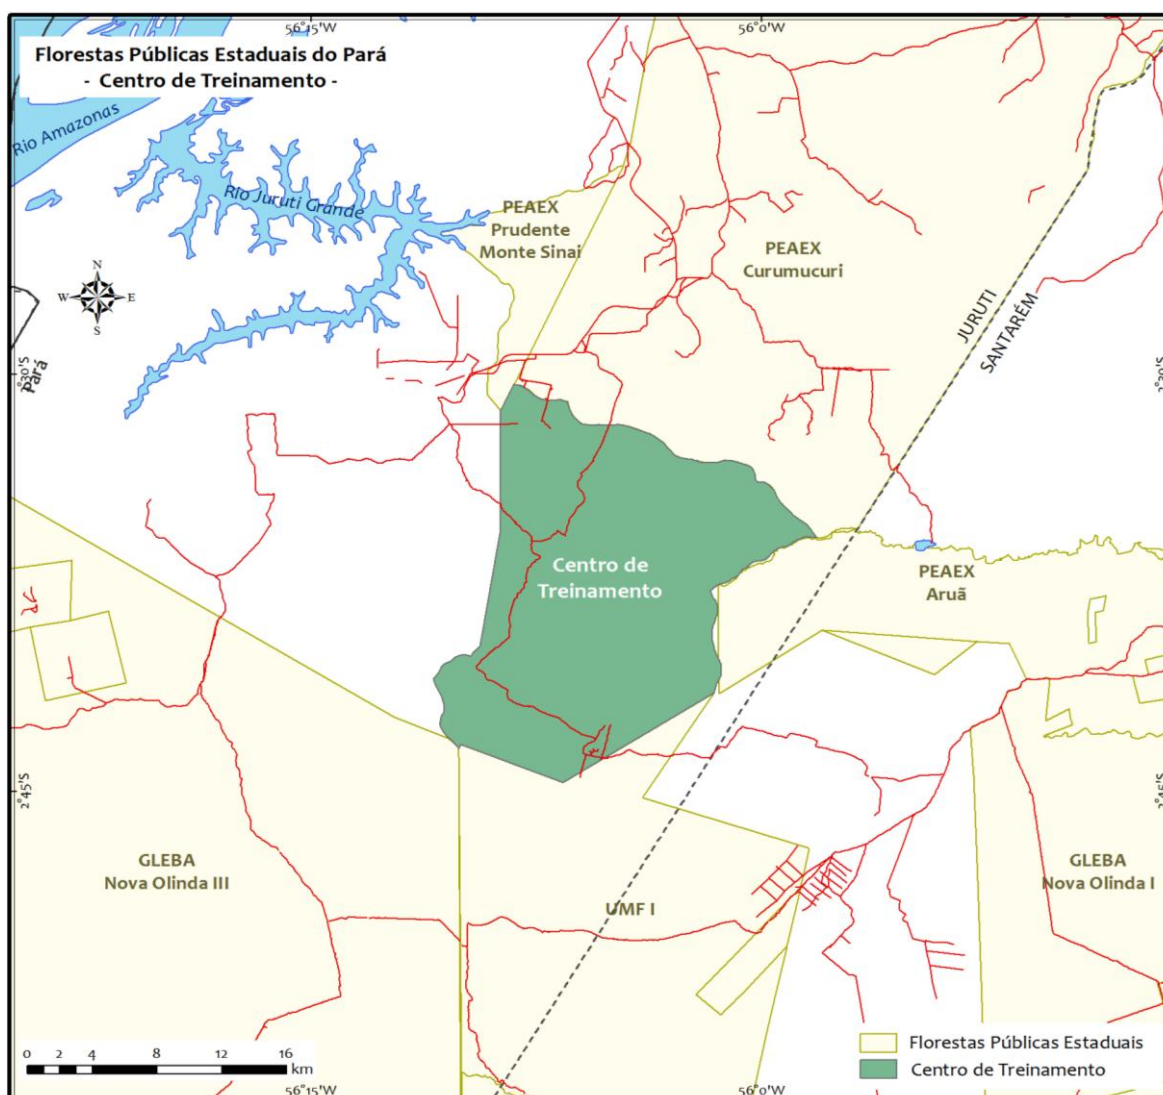 56°15'W
56°0'W
Florestas Públicas Estaduais do Pará
- Centro de Treinamento -
Rio Amazonas
Rio Juruti Grande
PEAEX
Prudente
Monte Sinai
PEAEX
Curumucuri
N
W
E
S
JURUTI
SANTARÉM
Pará
Centro de
Treinamento
PEAEX
Aruã
2°45'S
GLEBA
Nova Olinda III
UMF I
GLEBA
Nova Olinda I
0 2 4 8 12 16
km
Florestas Públicas Estaduais
Centro de Treinamento
56°15'W
56°0'W